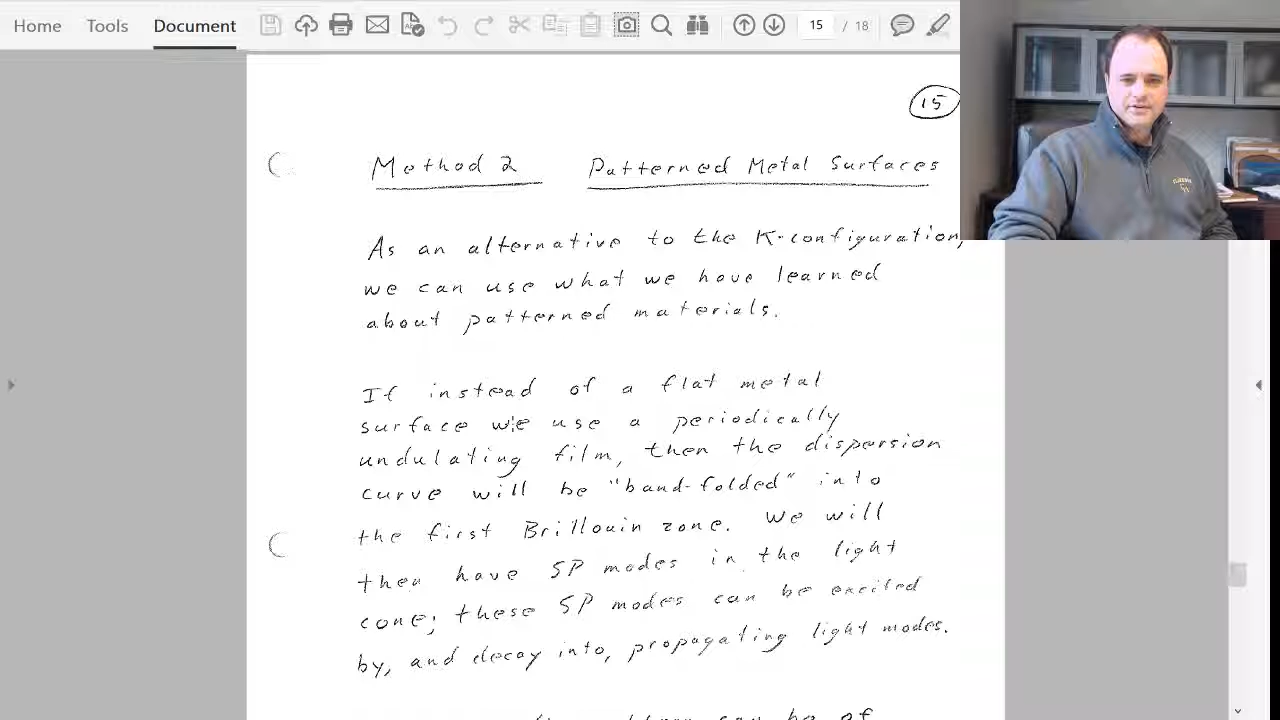 Home Tools Document 15 / 18
15
Method 2 Patterned Metal Surfaces
As an alternative to the K-configuration,
we can use what we have learned
about patterned materials.
If instead of a flat metal
surface we use a periodically
undulating film, then the dispersion
curve will be "band-folded" into
the first Brillouin zone. We will
then have SP modes in the light
cone; these SP modes can be excited
by, and decay into, propagating light modes.
can be of